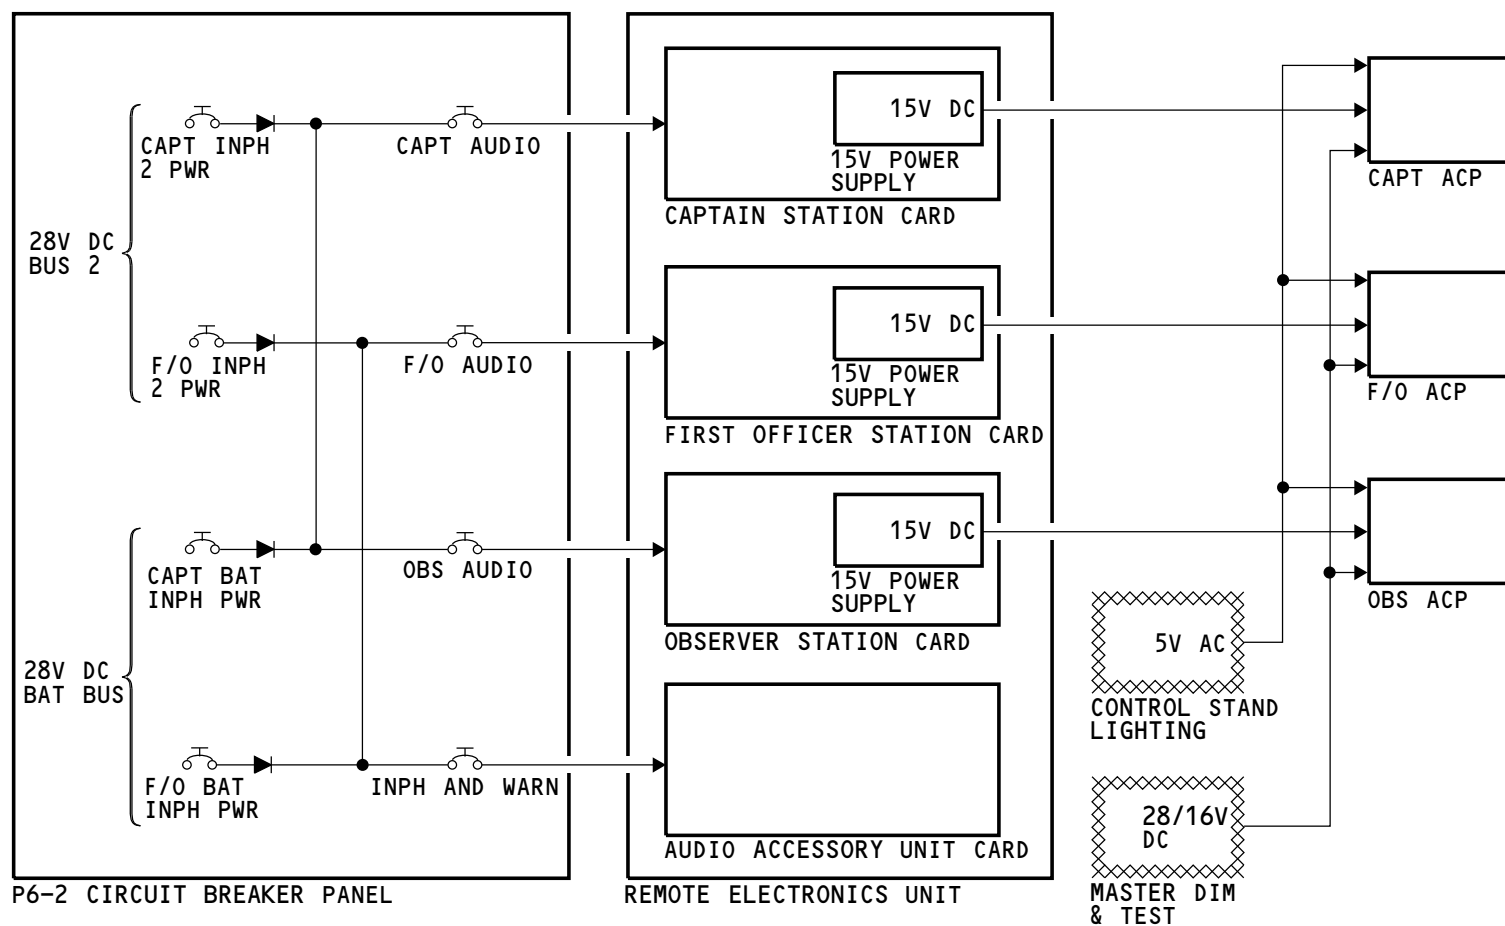 28V DC
BUS 2
CAPT INPH
2 PWR
CAPT AUDIO
F/O INPH
2 PWR
F/O AUDIO
28V DC
BAT BUS
CAPT BAT
INPH PWR
OBS AUDIO
F/O BAT
INPH PWR
INPH AND WARN
P6-2 CIRCUIT BREAKER PANEL
15V DC
15V POWER
SUPPLY
CAPTAIN STATION CARD
15V DC
15V POWER
SUPPLY
FIRST OFFICER STATION CARD
15V DC
15V POWER
SUPPLY
OBSERVER STATION CARD
AUDIO ACCESSORY UNIT CARD
REMOTE ELECTRONICS UNIT
CAPT ACP
F/O ACP
OBS ACP
5V AC
CONTROL STAND
LIGHTING
28/16V
DC
MASTER DIM
& TEST